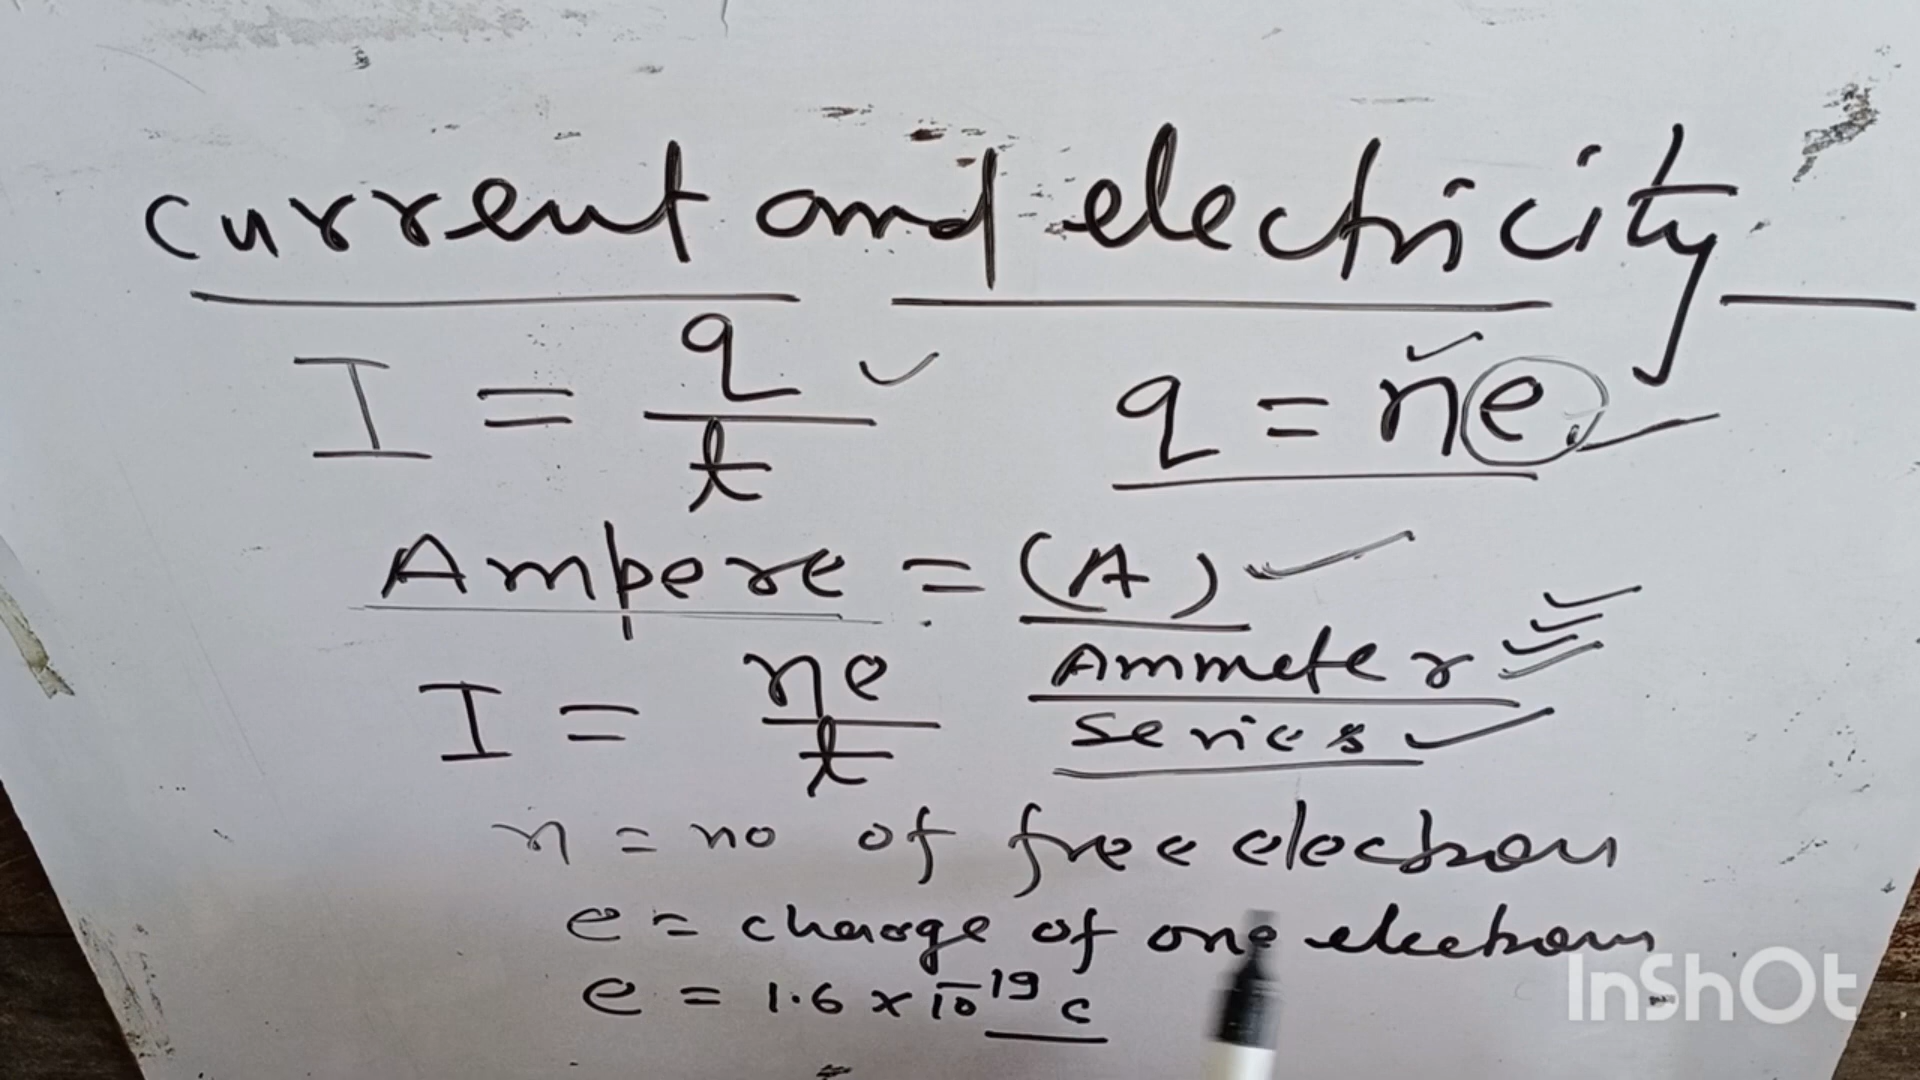 current and electricity
I = q/t ✓ q = ne
Ampere = (A) ✓
I = ne/t Ammeter
series ✓
n = no of free electron
e = charge of one electron
e = 1.6 x 10^-19 c
InShOt